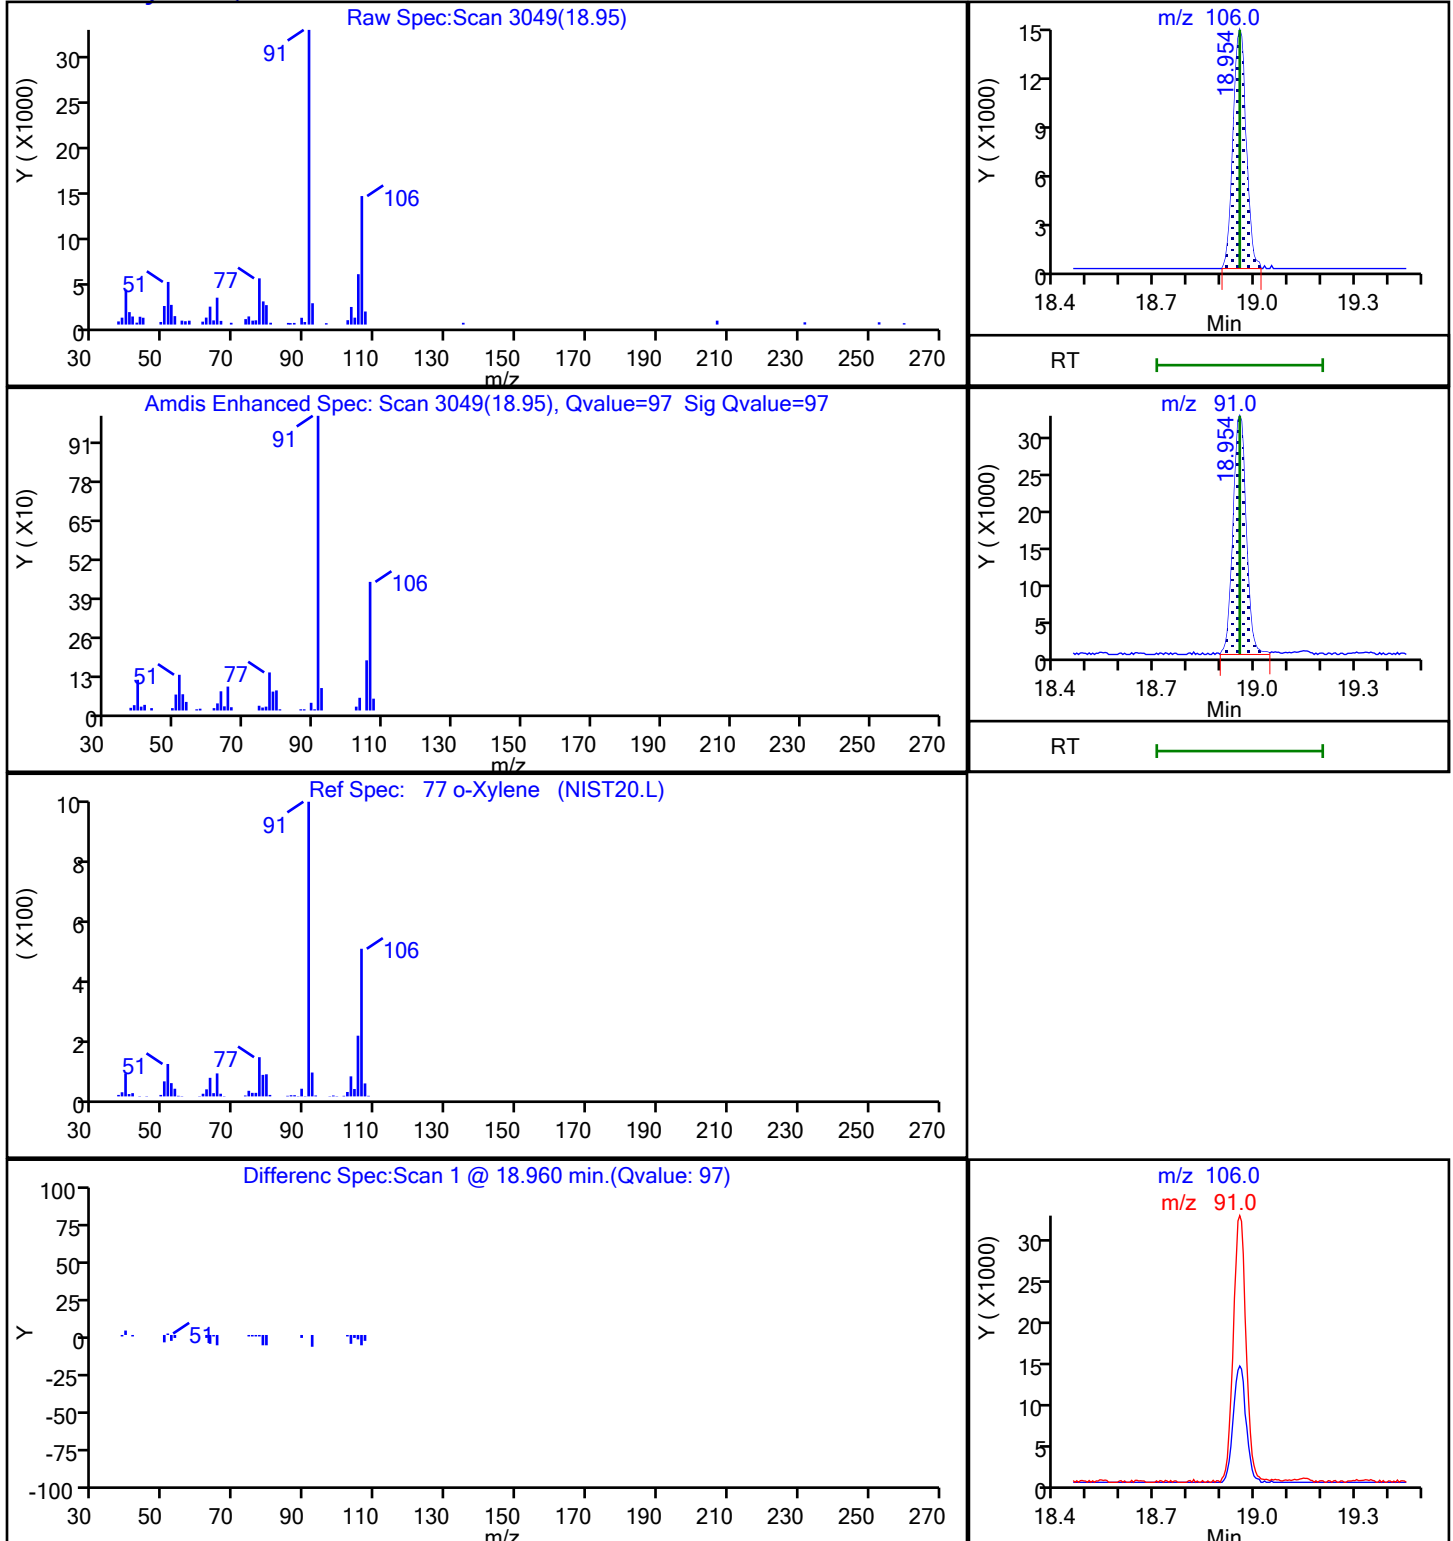 Raw Spec:Scan 3049(18.95)
Y ( X1000)
30
25
20
15
10
5
0
91
106
51
77
30 50 70 90 110 130 150 170 190 210 230 250 270
m/z
m/z 106.0
Y ( X1000)
15
12
9
6
3
0
18.954
18.4 18.7 19.0 19.3
Min
RT
Amdis Enhanced Spec: Scan 3049(18.95), Qvalue=97 Sig Qvalue=97
Y ( X10)
91
78
65
52
39
26
13
0
91
106
51
77
30 50 70 90 110 130 150 170 190 210 230 250 270
m/z
m/z 91.0
Y ( X1000)
30
25
20
15
10
5
0
18.954
18.4 18.7 19.0 19.3
Min
RT
Ref Spec: 77 o-Xylene (NIST20.L)
( X100)
10
8
6
4
2
0
91
106
51
77
30 50 70 90 110 130 150 170 190 210 230 250 270
Differenc Spec:Scan 1 @ 18.960 min.(Qvalue: 97)
Y
100
75
50
25
0
-25
-50
-75
-100
51
30 50 70 90 110 130 150 170 190 210 230 250 270
m/z
m/z 106.0
m/z 91.0
Y ( X1000)
30
25
20
15
10
5
0
18.4 18.7 19.0 19.3
Min